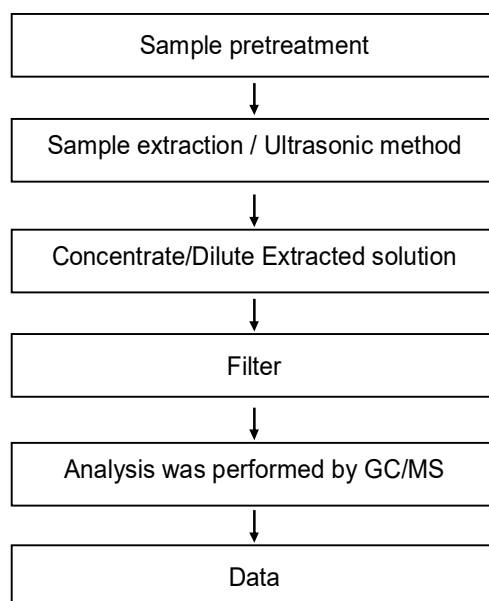 Sample pretreatment
Sample extraction / Ultrasonic method
Concentrate/Dilute Extracted solution
Filter
Analysis was performed by GC/MS
Data